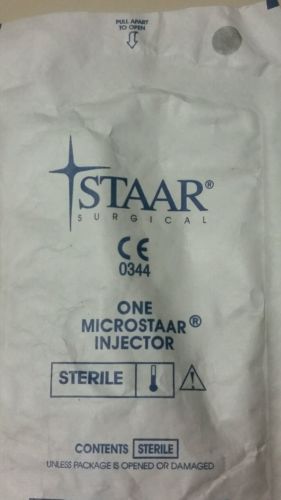 PULL APART
TO OPEN
STAAR®
SURGICAL
CE
0344
ONE
MICROSTAAR®
INJECTOR
STERILE
CONTENTS STERILE
UNLESS PACKAGE IS OPENED OR DAMAGED